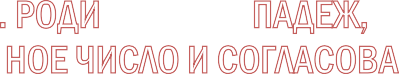 . РОДИ ПАДЕЖ,
НОЕ ЧИСЛО И СОГЛАСОВА